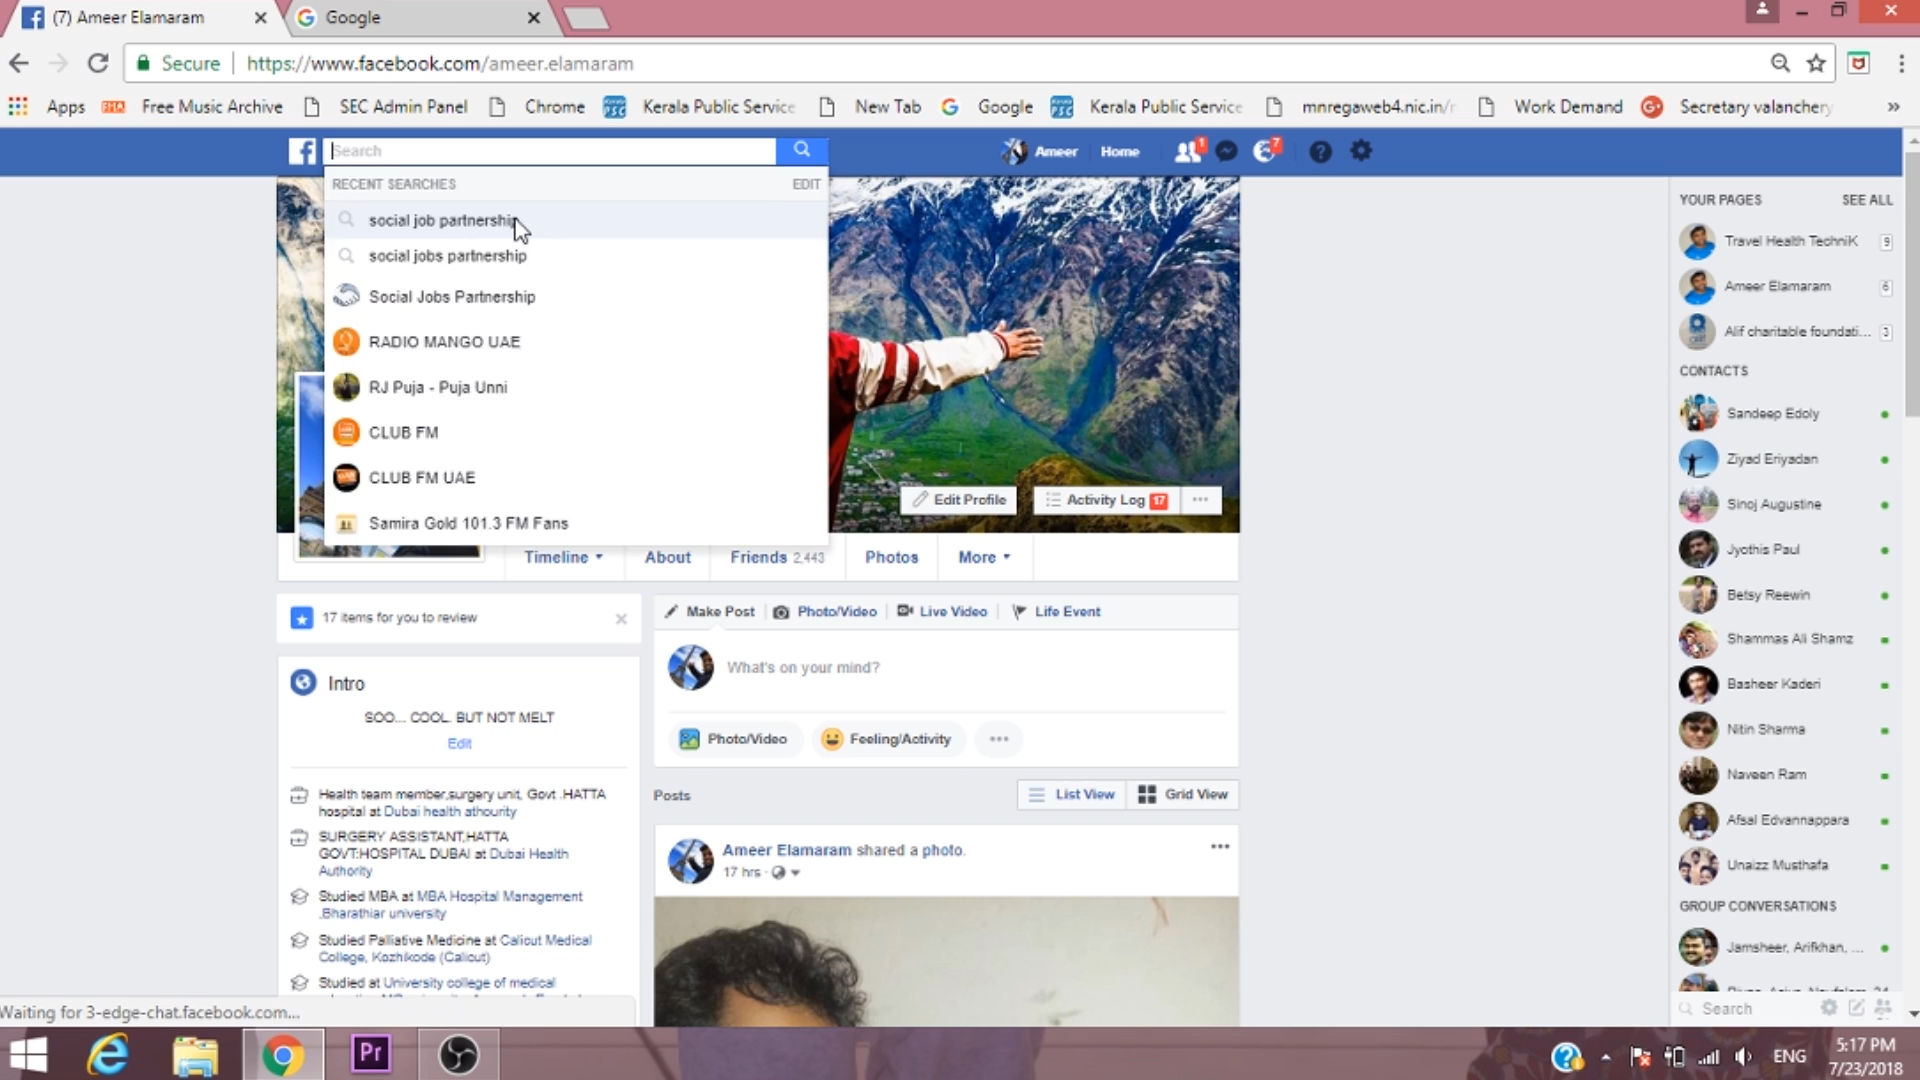 (7) Ameer Elamaram
Google
Secure
https://www.facebook.com/ameer.elamaram
Apps
Free Music Archive
SEC Admin Panel
Chrome
Kerala Public Service
New Tab
Google
Kerala Public Service
mnregaweb4.nic.in/
Work Demand
Secretary valanchery
Search
Ameer
Home
1
7
RECENT SEARCHES
EDIT
social job partnership
social jobs partnership
Social Jobs Partnership
RADIO MANGO UAE
RJ Puja - Puja Unni
CLUB FM
CLUB FM UAE
Samira Gold 101.3 FM Fans
Edit Profile
Activity Log 17
Timeline
About
Friends 2,443
Photos
More
17 items for you to review
Intro
SOO... COOL. BUT NOT MELT
Edit
Health team member,surgery unit, Govt .HATTA
hospital at Dubai health athourity
SURGERY ASSISTANT,HATTA
GOVT:HOSPITAL DUBAI at Dubai Health
Authority
Studied MBA at MBA Hospital Management
,Bharathiar university
Studied Palliative Medicine at Calicut Medical
College, Kozhikode (Calicut)
Studied at University college of medical
Make Post
Photo/Video
Live Video
Life Event
What's on your mind?
Photo/Video
Feeling/Activity
Posts
List View
Grid View
Ameer Elamaram shared a photo.
17 hrs
YOUR PAGES
SEE ALL
Travel Health TechniK 9
Ameer Elamaram 6
Alif charitable foundati... 3
CONTACTS
Sandeep Edoly
Ziyad Eriyadan
Sinoj Augustine
Jyothis Paul
Betsy Reewin
Shammas Ali Shamz
Basheer Kaderi
Nitin Sharma
Naveen Ram
Afsal Edvannappara
Unaizz Musthafa
GROUP CONVERSATIONS
Jamsheer, Arifkhan, ...
Search
Waiting for 3-edge-chat.facebook.com...
Pr
ENG
5:17 PM
7/23/2018